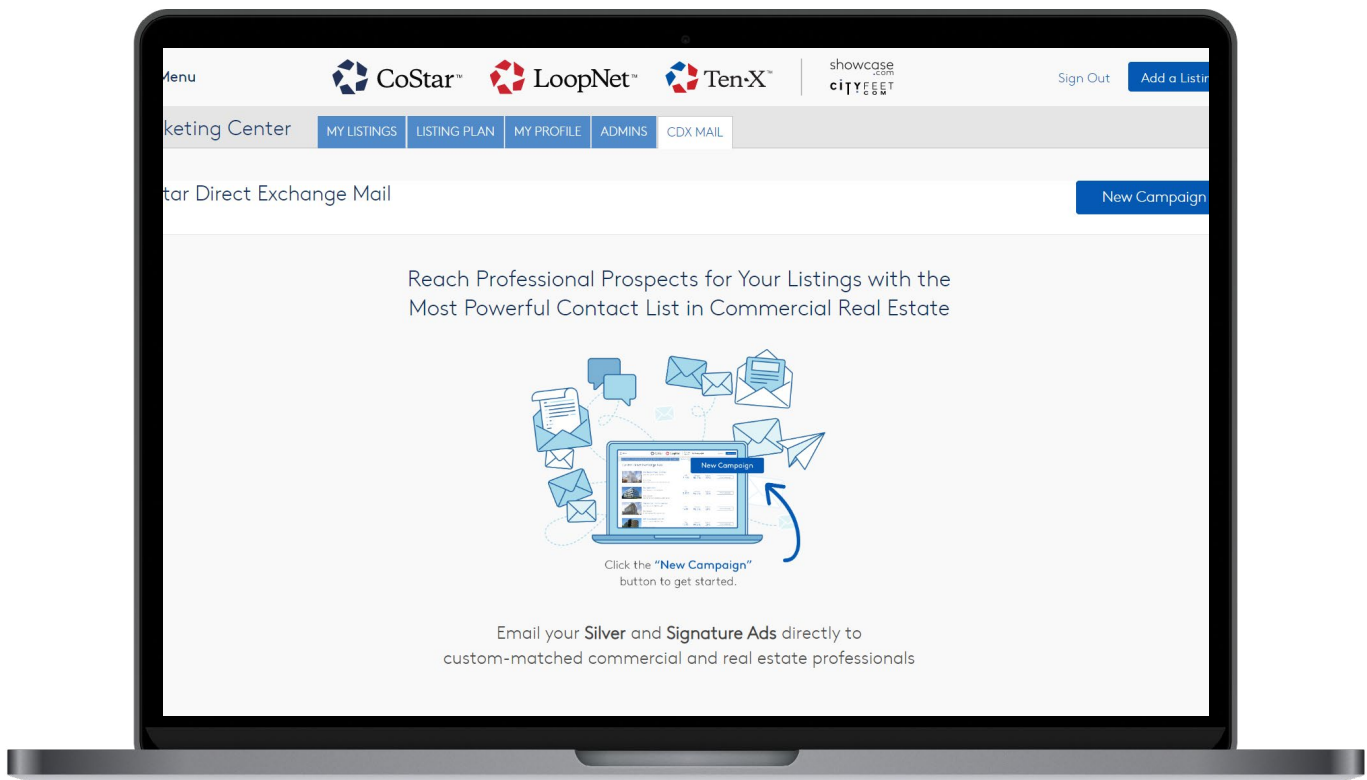 Menu
CoStar™
LoopNet™
Ten-X™
showcase
.com
CITYFEET
COM
Sign Out
Add a Listin
keting Center
MY LISTINGS
LISTING PLAN
MY PROFILE
ADMINS
CDX MAIL
tar Direct Exchange Mail
New Campaign
Reach Professional Prospects for Your Listings with the
Most Powerful Contact List in Commercial Real Estate
New Campaign
Click the "New Campaign"
button to get started.
Email your Silver and Signature Ads directly to
custom-matched commercial and real estate professionals